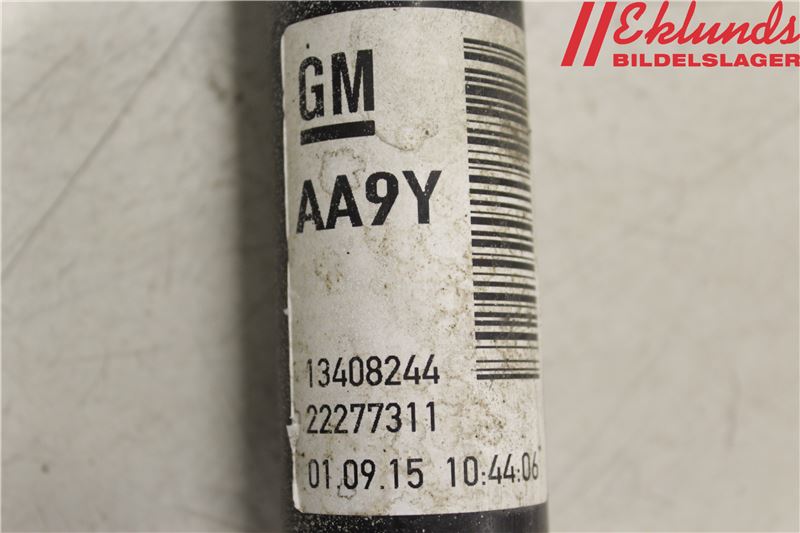 Eklunds
BILDELSLAGER
GM
AA9Y
13408244
22277311
01.09.15 10:44:06